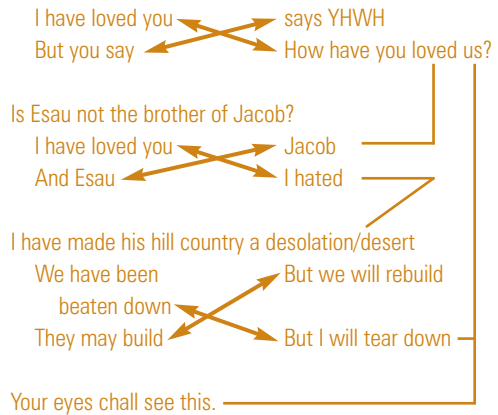 I have loved you says YHWH
But you say How have you loved us?
Is Esau not the brother of Jacob?
I have loved you Jacob
And Esau I hated
I have made his hill country a desolation/desert
We have been But we will rebuild
beaten down
They may build But I will tear down
Your eyes chall see this.